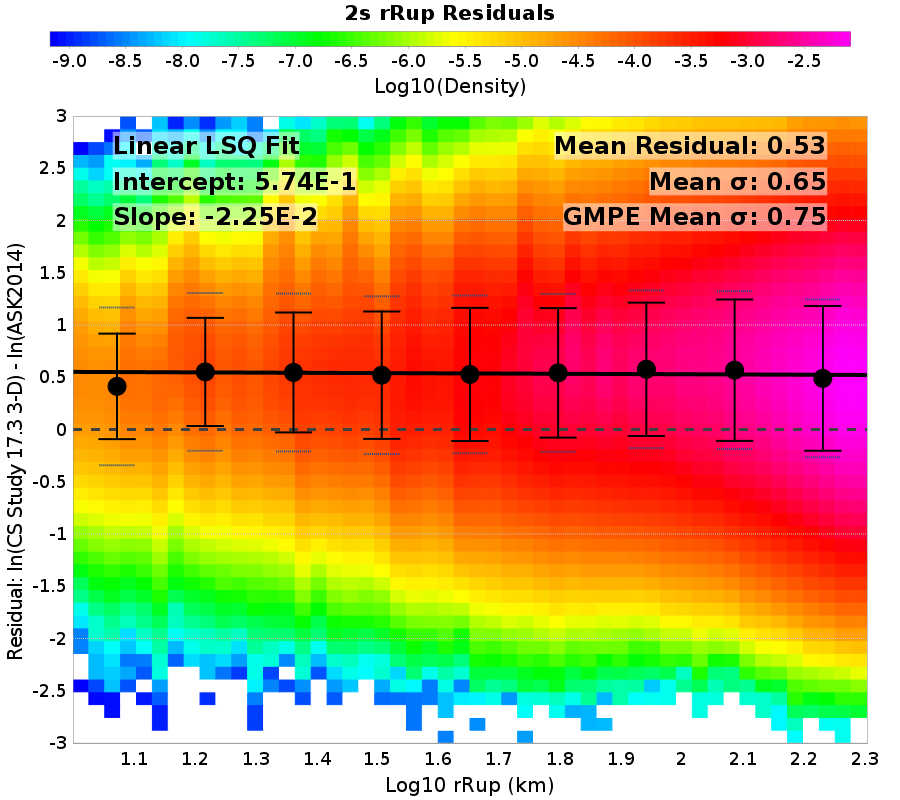 2s rRup Residuals
-9.0 -8.5 -8.0 -7.5 -7.0 -6.5 -6.0 -5.5 -5.0 -4.5 -4.0 -3.5 -3.0 -2.5
Log10(Density)
Linear LSQ Fit
Intercept: 5.74E-1
Slope: -2.25E-2
Mean Residual: 0.53
Mean σ: 0.65
GMPE Mean σ: 0.75
Residual: ln(CS Study 17.3 3-D) - ln(ASK2014)
3
2.5
2
1.5
1
0.5
0
-0.5
-1
-1.5
-2
-2.5
-3
1.1 1.2 1.3 1.4 1.5 1.6 1.7 1.8 1.9 2 2.1 2.2 2.3
Log10 rRup (km)